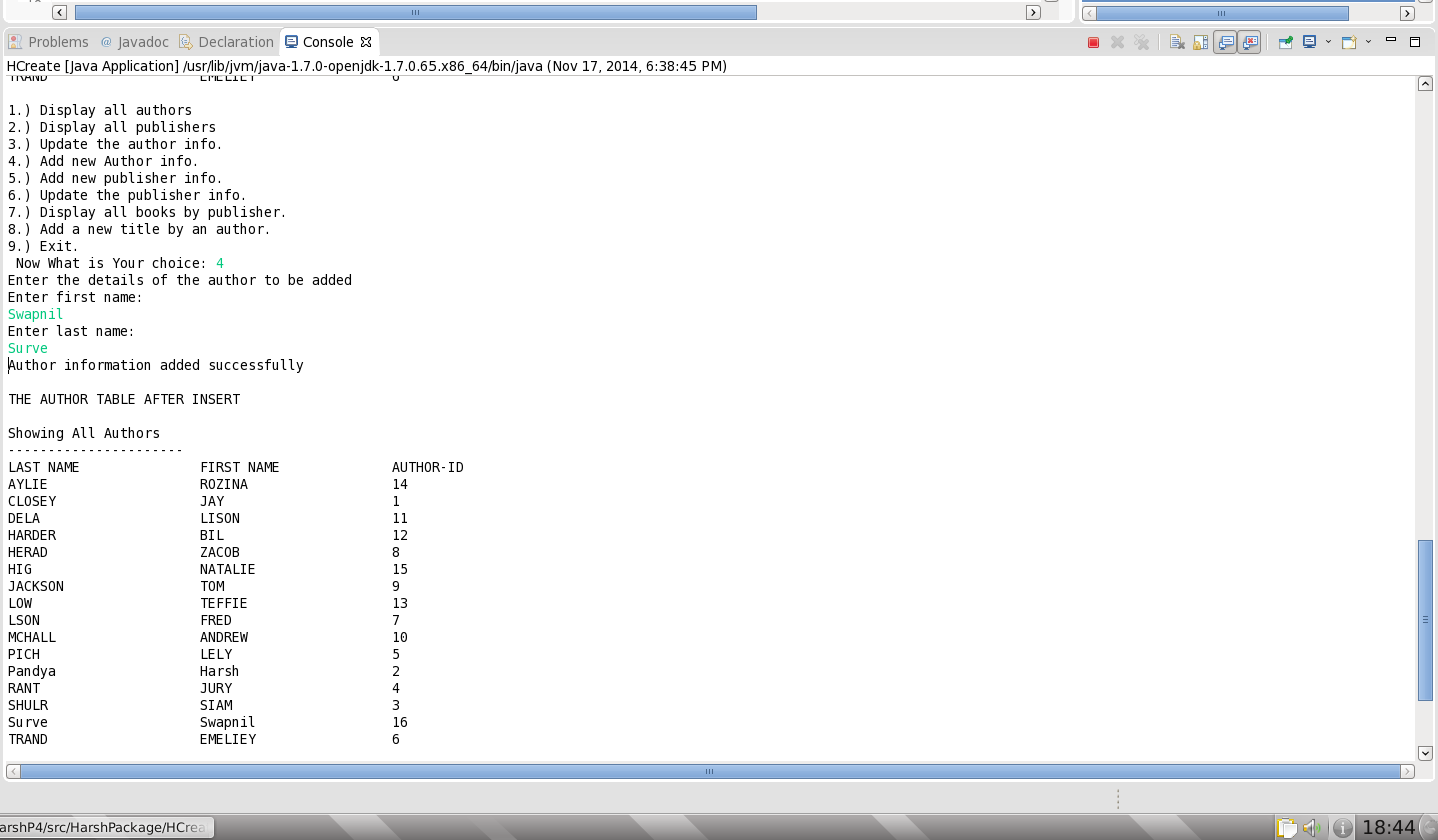 Problems @ Javadoc Declaration Console
HCreate [Java Application] /usr/lib/jvm/java-1.7.0-openjdk-1.7.0.65.x86_64/bin/java (Nov 17, 2014, 6:38:45 PM)
TRAND EMELIEY 6
1.) Display all authors
2.) Display all publishers
3.) Update the author info.
4.) Add new Author info.
5.) Add new publisher info.
6.) Update the publisher info.
7.) Display all books by publisher.
8.) Add a new title by an author.
9.) Exit.
Now What is Your choice: 4
Enter the details of the author to be added
Enter first name:
Swapnil
Enter last name:
Surve
Author information added successfully
THE AUTHOR TABLE AFTER INSERT
Showing All Authors
----------------------
LAST NAME FIRST NAME AUTHOR-ID
AYLIE ROZINA 14
CLOSEY JAY 1
DELA LISON 11
HARDER BIL 12
HERAD ZACOB 8
HIG NATALIE 15
JACKSON TOM 9
LOW TEFFIE 13
LSON FRED 7
MCHALL ANDREW 10
PICH LELY 5
Pandya Harsh 2
RANT JURY 4
SHULR SIAM 3
Surve Swapnil 16
TRAND EMELIEY 6
arshP4/src/HarshPackage/HCrea
18:44